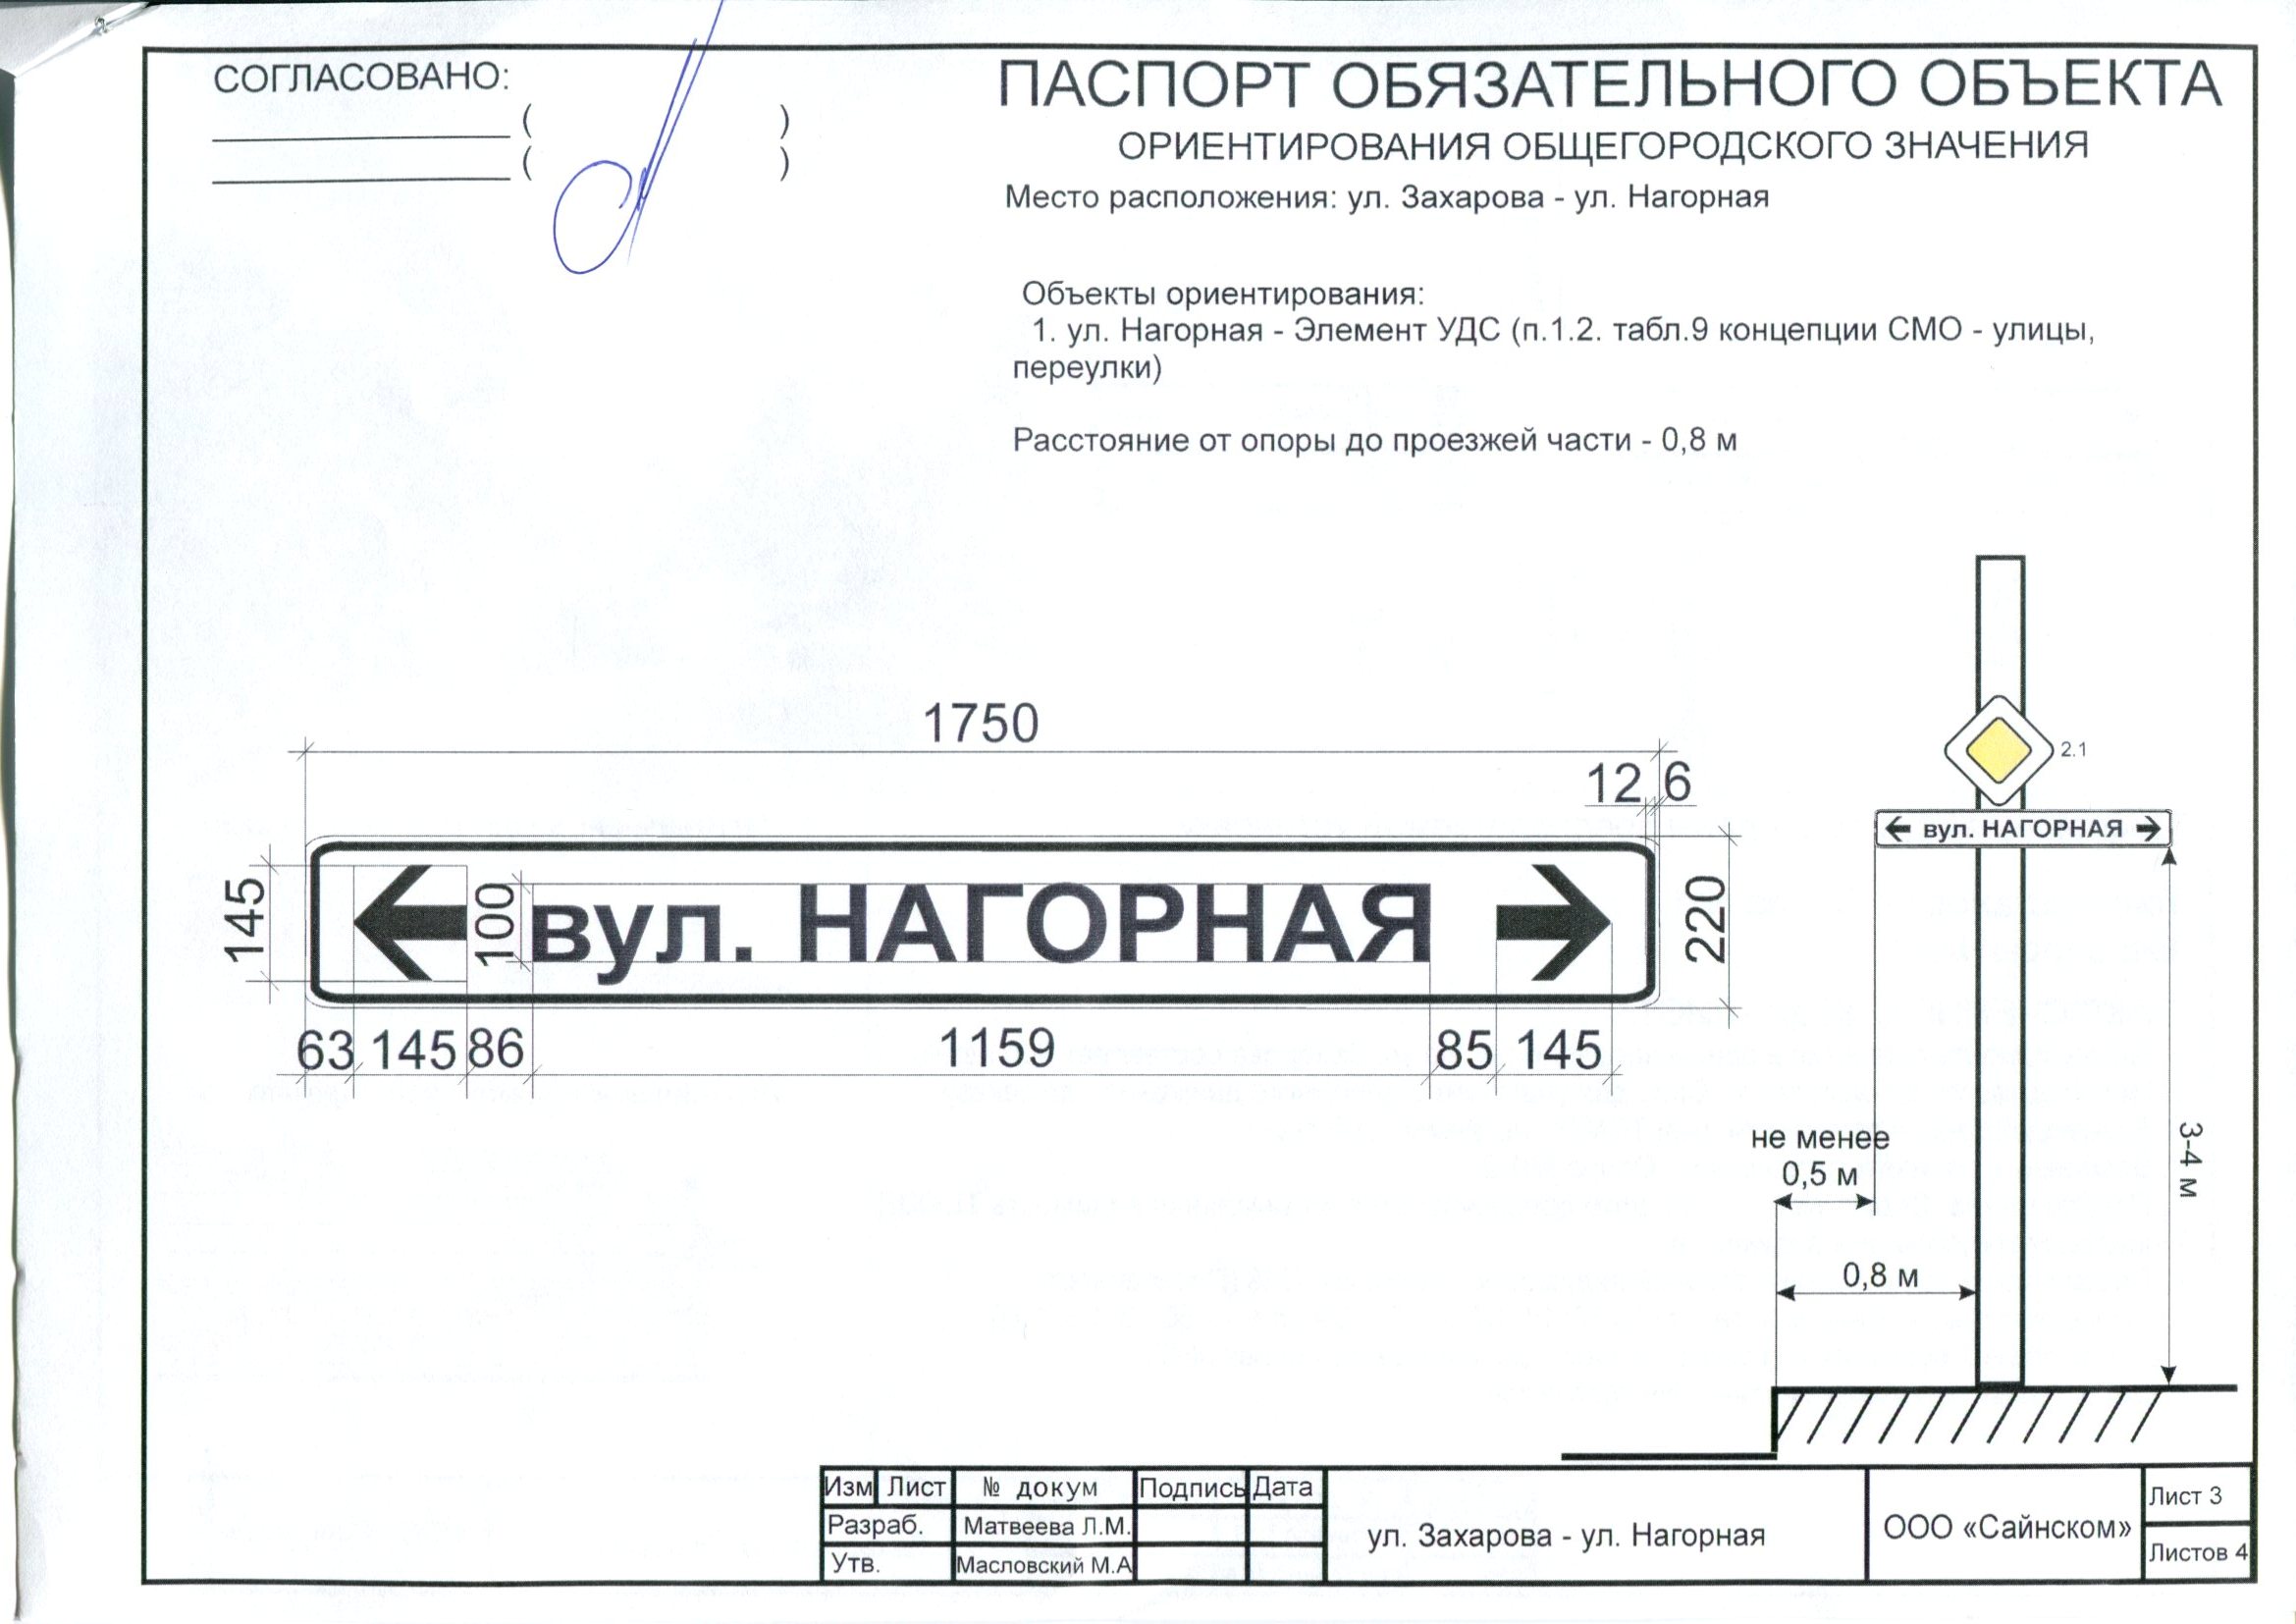 СОГЛАСОВАНО:
( )
( )
ПАСПОРТ ОБЯЗАТЕЛЬНОГО ОБЪЕКТА
ОРИЕНТИРОВАНИЯ ОБЩЕГОРОДСКОГО ЗНАЧЕНИЯ
Место расположения: ул. Захарова - ул. Нагорная
Объекты ориентирования:
1. ул. Нагорная - Элемент УДС (п.1.2. табл.9 концепции СМО - улицы,
переулки)
Расстояние от опоры до проезжей части - 0,8 м
1750
12 6
145
100
вул. НАГОРНАЯ
220
63 145 86 1159 85 145
2.1
вул. НАГОРНАЯ
3-4 м
не менее
0,5 м
0,8 м
Изм Лист № докум Подпись Дата
Разраб. Матвеева Л.М.
Утв. Масловский М.А
ул. Захарова - ул. Нагорная
ООО «Сайнском»
Лист 3
Листов 4